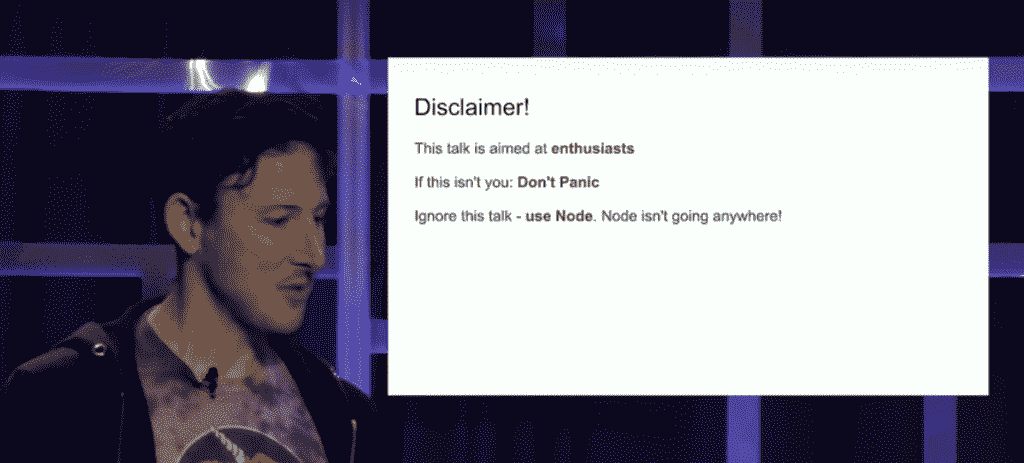 Disclaimer!
This talk is aimed at enthusiasts
If this isn't you: Don't Panic
Ignore this talk - use Node. Node isn't going anywhere!